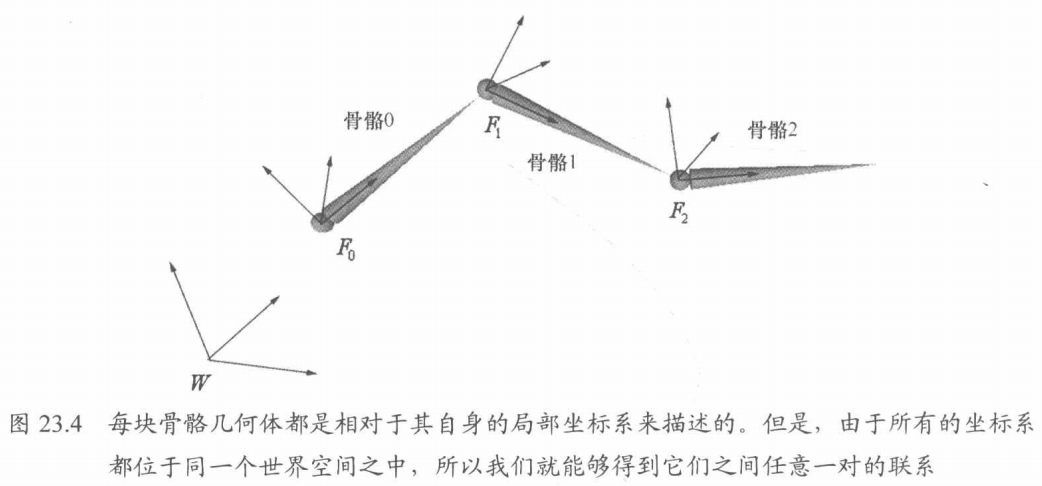 骨骼0
F₁
骨骼1
骨骼2
F₂
F₀
W
图 23.4 每块骨骼几何体都是相对于其自身的局部坐标系来描述的。但是，由于所有的坐标系
都位于同一个世界空间之中，所以我们就能够得到它们之间任意一对的联系